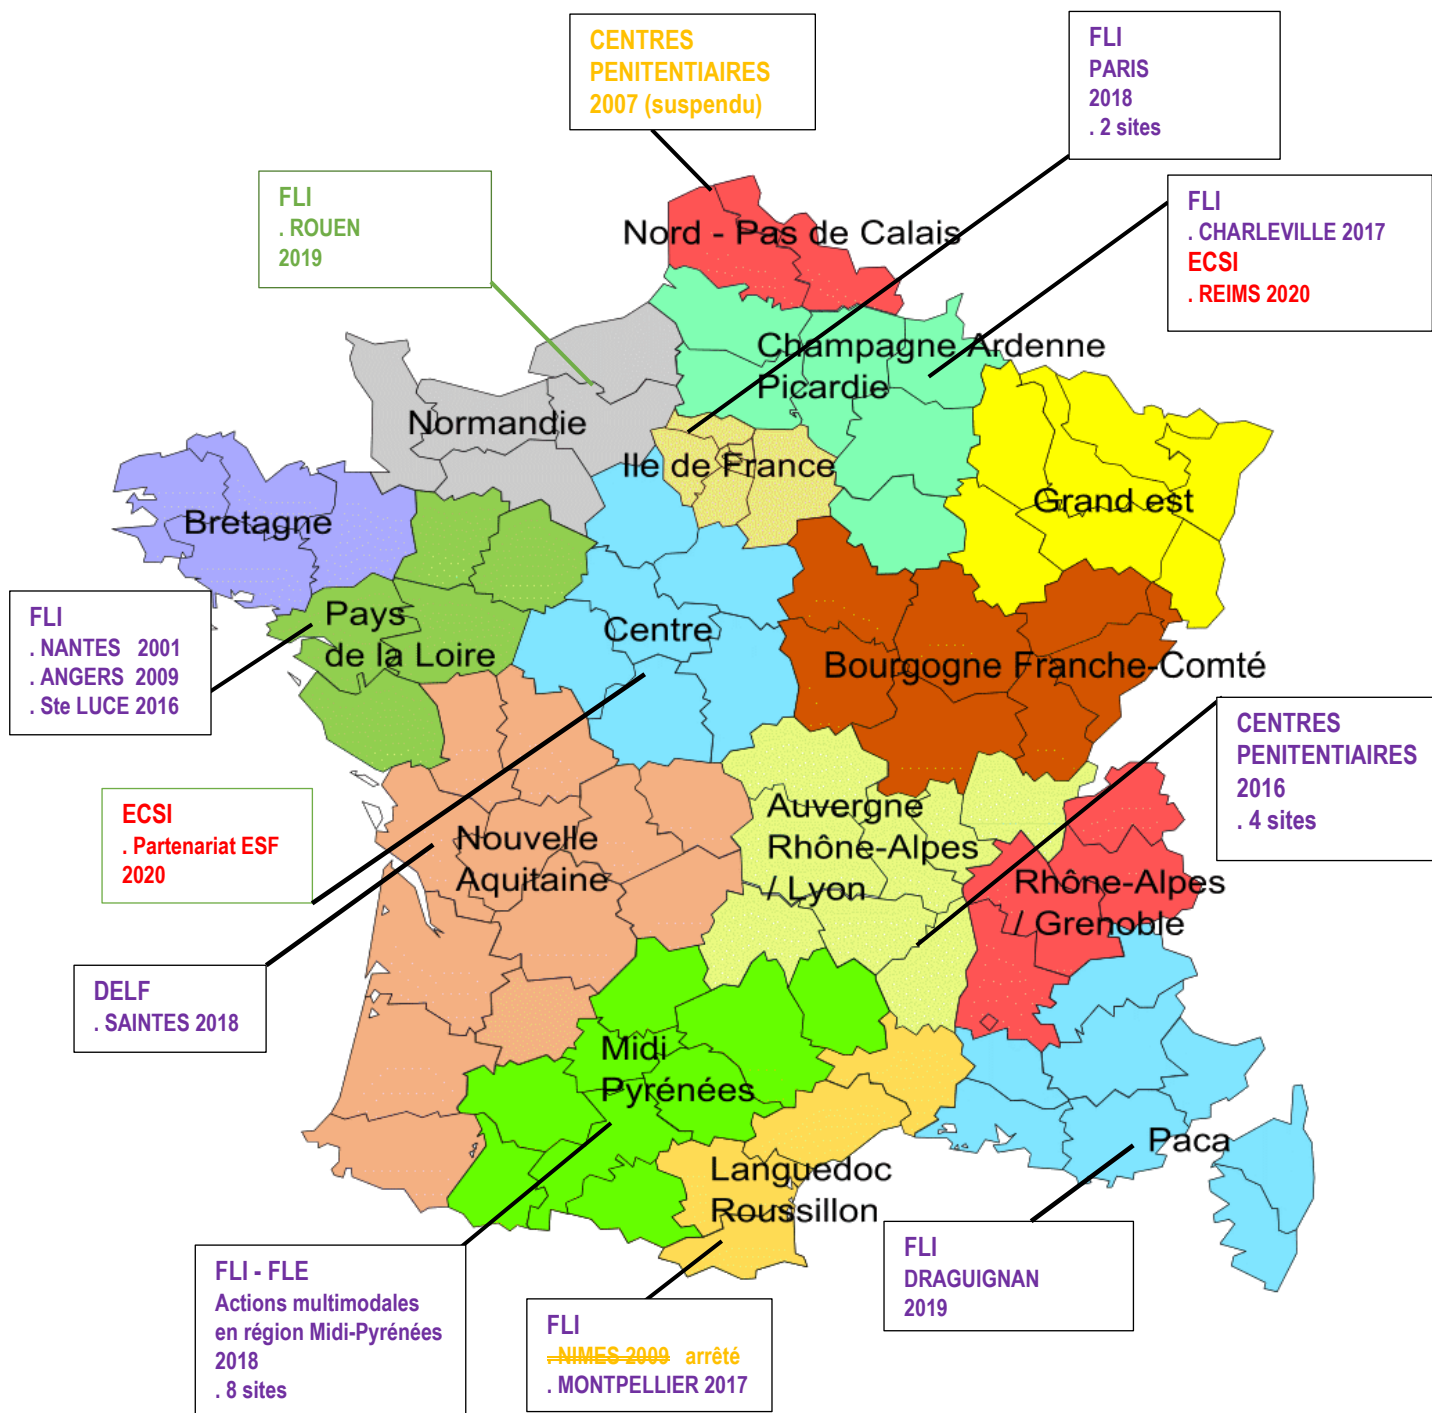 CENTRES
PENITENTIAIRES
2007 (suspendu)
FLI
PARIS
2018
. 2 sites
FLI
. ROUEN
2019
FLI
. CHARLEVILLE 2017
ECSI
. REIMS 2020
Nord - Pas de Calais
Champagne Ardenne
Picardie
Normandie
Ile de France
Grand est
Bretagne
FLI
. NANTES 2001
. ANGERS 2009
. Ste LUCE 2016
Pays
de la Loire
Centre
Bourgogne Franche-Comté
CENTRES
PENITENTIAIRES
2016
. 4 sites
ECSI
. Partenariat ESF
2020
Nouvelle
Aquitaine
Auvergne
Rhône-Alpes
/ Lyon
Rhône-Alpes
/ Grenoble
DELF
. SAINTES 2018
Midi
Pyrénées
Paca
Languedoc
Roussillon
FLI - FLE
Actions multimodales
en région Midi-Pyrénées
2018
. 8 sites
FLI
. NIMES 2009 arrêté
. MONTPELLIER 2017
FLI
DRAGUIGNAN
2019